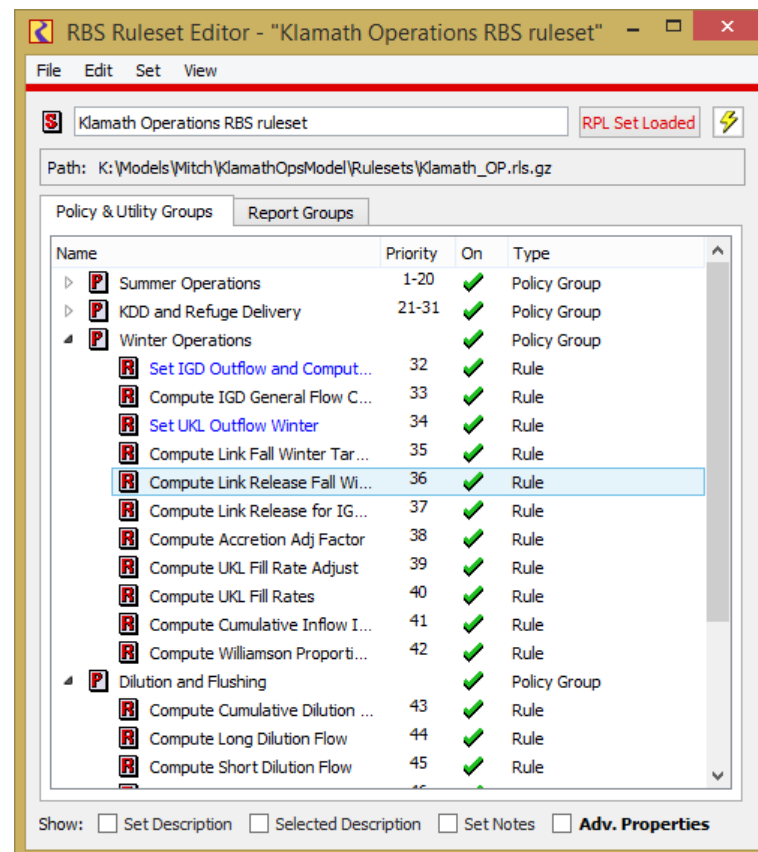 RBS Ruleset Editor - "Klamath Operations RBS ruleset"
File Edit Set View
S Klamath Operations RBS ruleset RPL Set Loaded
Path: K:\Models\Mitch\KlamathOpsModel\Rulesets\Klamath_OP.rls.gz
Policy & Utility Groups Report Groups
Name Priority On Type
P Summer Operations 1-20 Policy Group
P KDD and Refuge Delivery 21-31 Policy Group
P Winter Operations Policy Group
R Set IGD Outflow and Comput... 32 Rule
R Compute IGD General Flow C... 33 Rule
R Set UKL Outflow Winter 34 Rule
R Compute Link Fall Winter Tar... 35 Rule
R Compute Link Release Fall Wi... 36 Rule
R Compute Link Release for IG... 37 Rule
R Compute Accretion Adj Factor 38 Rule
R Compute UKL Fill Rate Adjust 39 Rule
R Compute UKL Fill Rates 40 Rule
R Compute Cumulative Inflow I... 41 Rule
R Compute Williamson Proporti... 42 Rule
P Dilution and Flushing Policy Group
R Compute Cumulative Dilution ... 43 Rule
R Compute Long Dilution Flow 44 Rule
R Compute Short Dilution Flow 45 Rule
Show: Set Description Selected Description Set Notes Adv. Properties